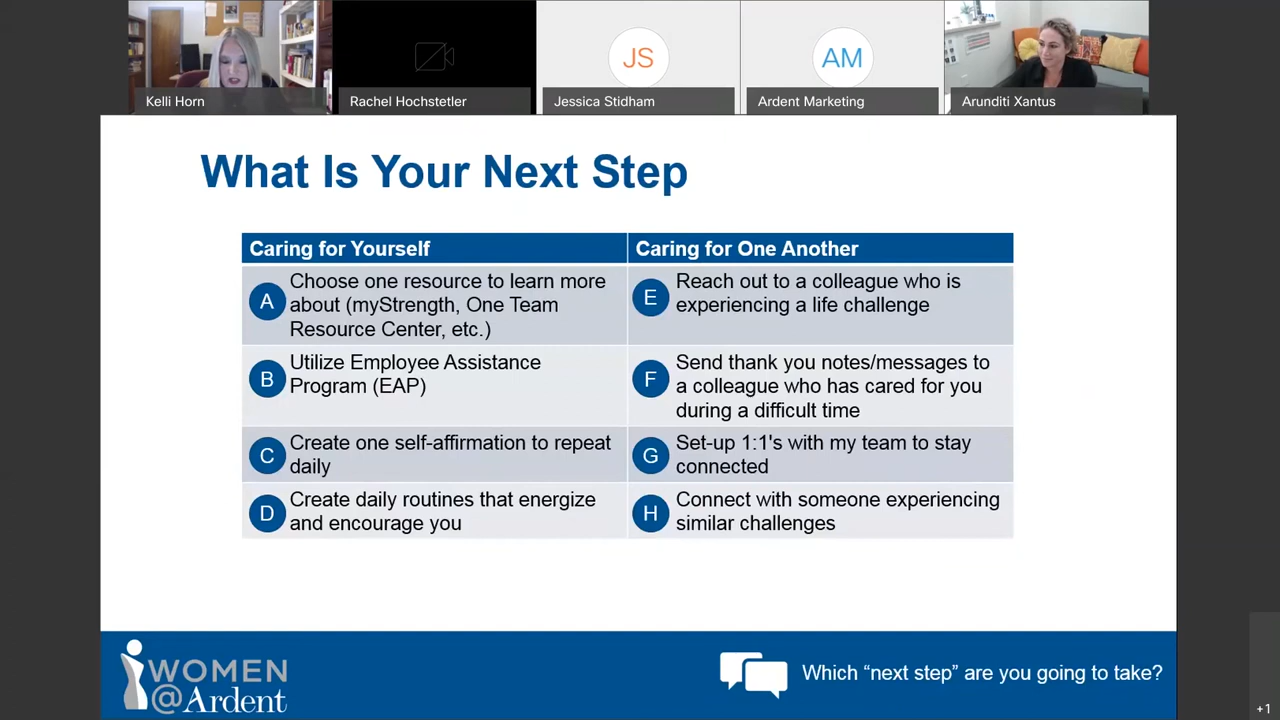 JS
AM
Kelli Horn
Rachel Hochstetler
Jessica Stidham
Ardent Marketing
Arunditi Xantus
What Is Your Next Step
Caring for Yourself
Caring for One Another
A
Choose one resource to learn more
about (myStrength, One Team
Resource Center, etc.)
E
Reach out to a colleague who is
experiencing a life challenge
B
Utilize Employee Assistance
Program (EAP)
F
Send thank you notes/messages to
a colleague who has cared for you
during a difficult time
C
Create one self-affirmation to repeat
daily
G
Set-up 1:1's with my team to stay
connected
D
Create daily routines that energize
and encourage you
H
Connect with someone experiencing
similar challenges
WOMEN
@Ardent
Which “next step” are you going to take?
+1